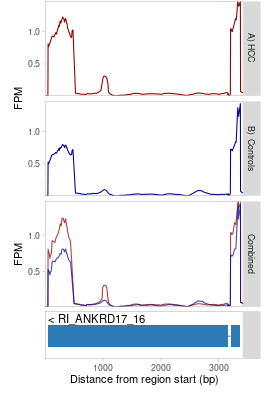 A) HCC
1.0
0.5
FPM
B) Controls
1.0
0.5
Combined
1.0
0.5
FPM
< RI_ANKRD17_16
1000 2000 3000
Distance from region start (bp)